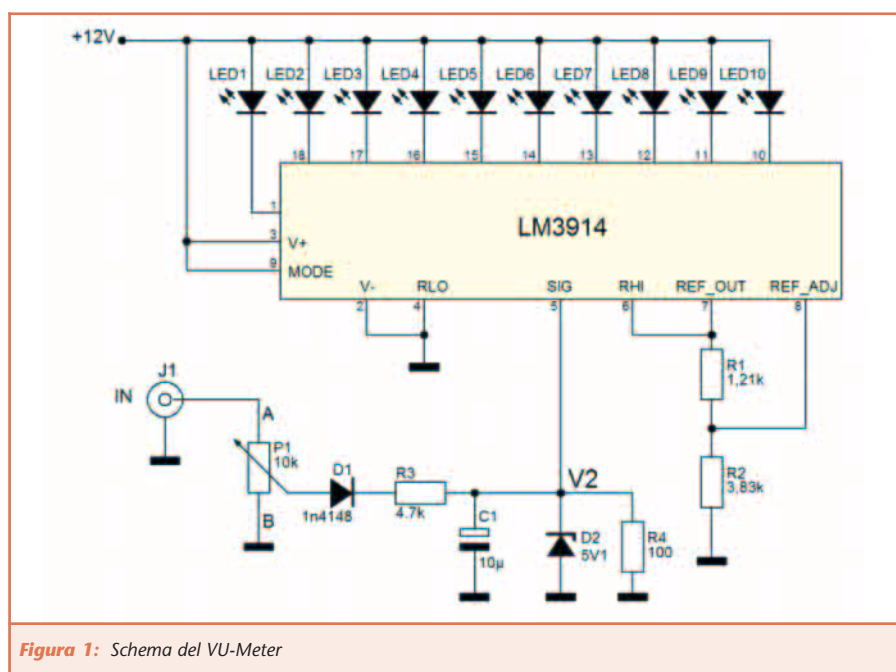 +12V
LED1 LED2 LED3 LED4 LED5 LED6 LED7 LED8 LED9 LED10
18 17 16 15 14 13 12 11 10
LM3914
1
3 V+
9 MODE
V- RLO SIG RHI REF_OUT REF_ADJ
2 4 5 6 7 8
J1
IN
A
P1
10k
B
D1
1n4148
R3
4.7k
C1
10µ
V2
D2
5V1
R4
100
R1
1,21k
R2
3,83k
Figura 1: Schema del VU-Meter